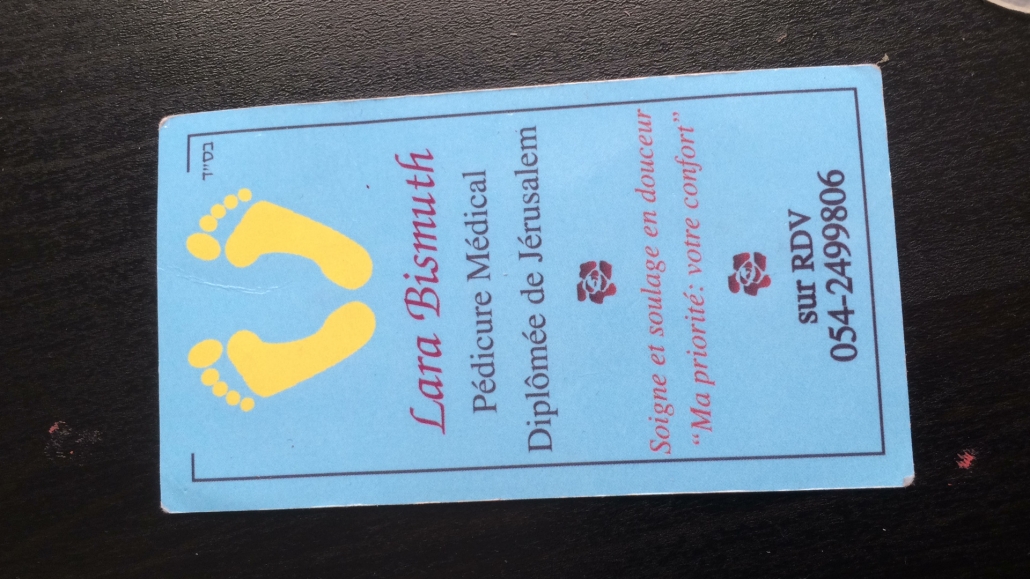 בס״ד
Lara Bismuth
Pédicure Médical
Diplômée de Jérusalem
Soigne et soulage en douceur
“Ma priorité: votre confort”
sur RDV
054-2499806